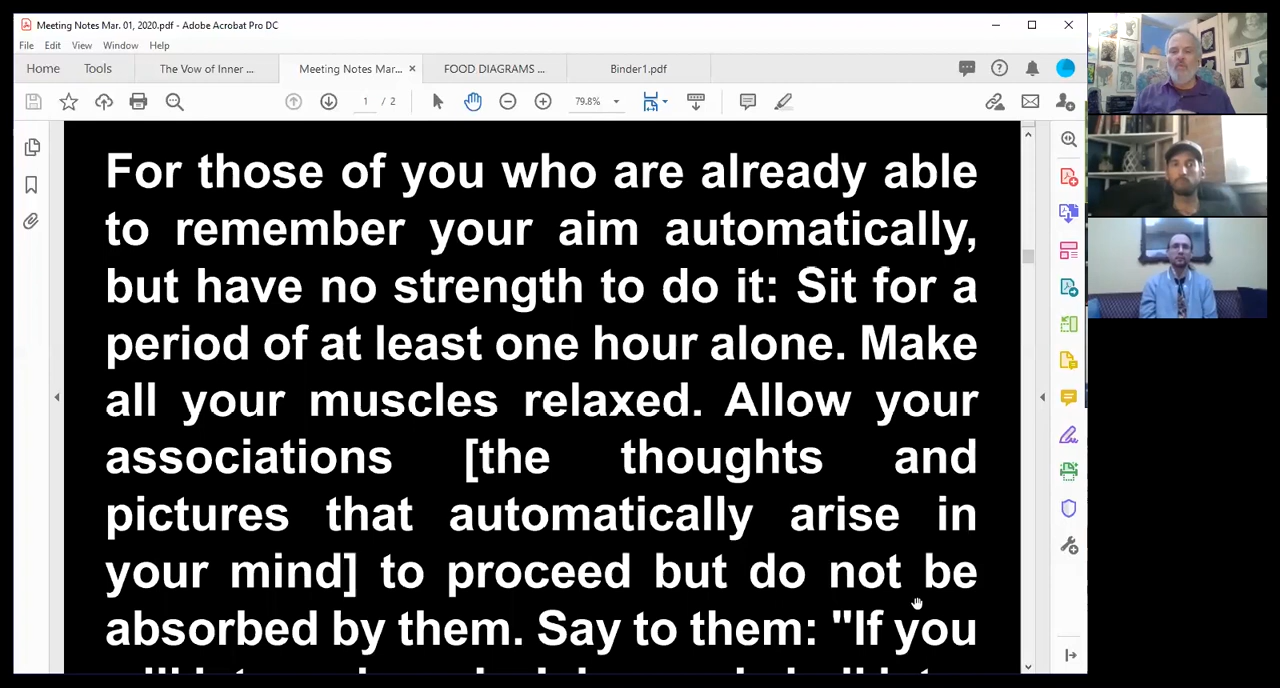 Meeting Notes Mar. 01, 2020.pdf - Adobe Acrobat Pro DC
File Edit View Window Help
Home Tools The Vow of Inner ... Meeting Notes Mar... × FOOD DIAGRAMS ... Binder1.pdf
1 / 2 79.8%
For those of you who are already able
to remember your aim automatically,
but have no strength to do it: Sit for a
period of at least one hour alone. Make
all your muscles relaxed. Allow your
associations [the thoughts and
pictures that automatically arise in
your mind] to proceed but do not be
absorbed by them. Say to them: "If you